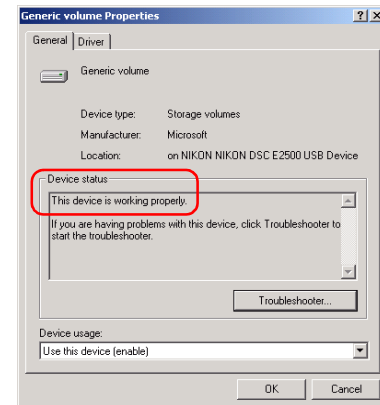 Generic volume Properties
General Driver
Generic volume
Device type: Storage volumes
Manufacturer: Microsoft
Location: on NIKON NIKON DSC E2500 USB Device
Device status
This device is working properly.
If you are having problems with this device, click Troubleshooter to
start the troubleshooter.
Troubleshooter...
Device usage:
Use this device (enable)
OK Cancel